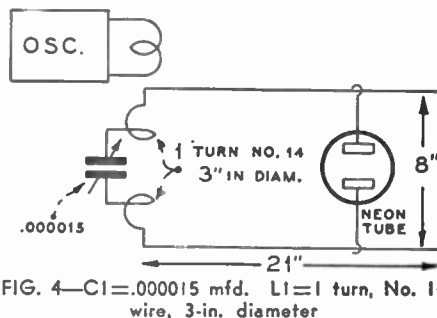 OSC.
1 TURN NO. 14
3" IN DIAM.
.000015
NEON
TUBE
8"
21"
FIG. 4—C1=.000015 mfd. L1=1 turn, No. 1
wire, 3-in. diameter